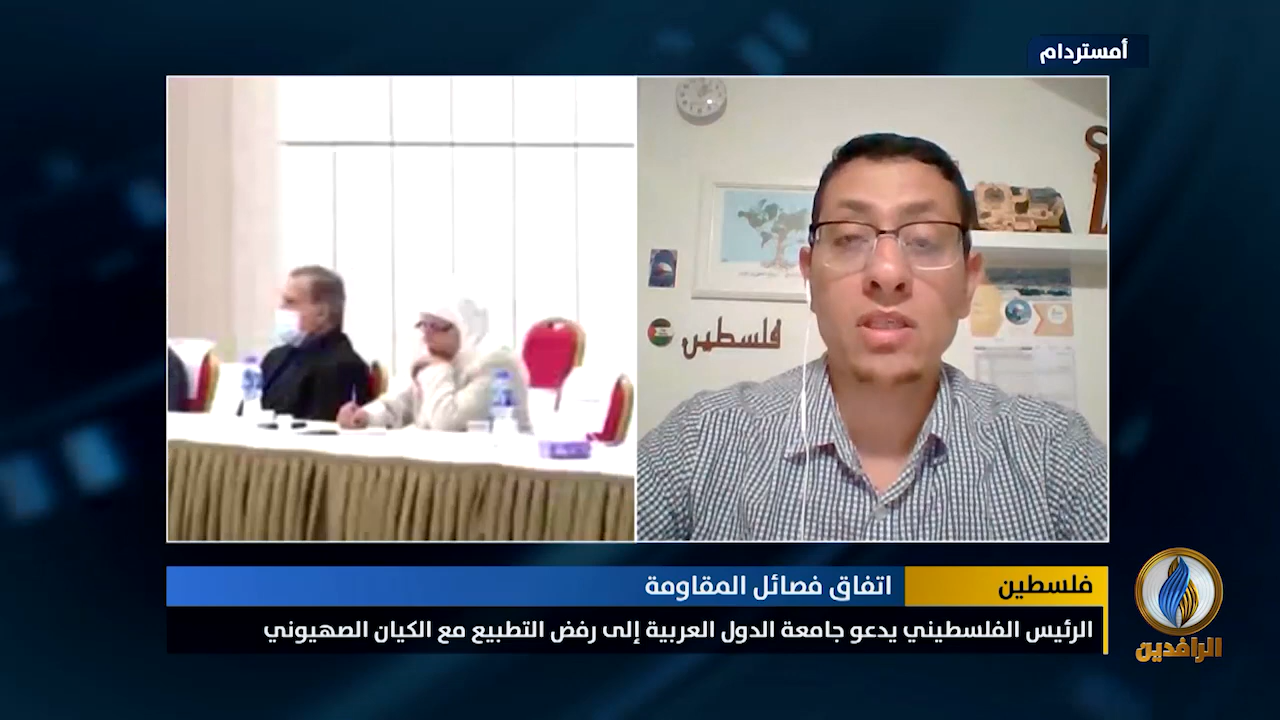 أمستردام
فلسطين
فلسطين
اتفاق فصائل المقاومة
الرئيس الفلسطيني يدعو جامعة الدول العربية إلى رفض التطبيع مع الكيان الصهيوني
الرافدين